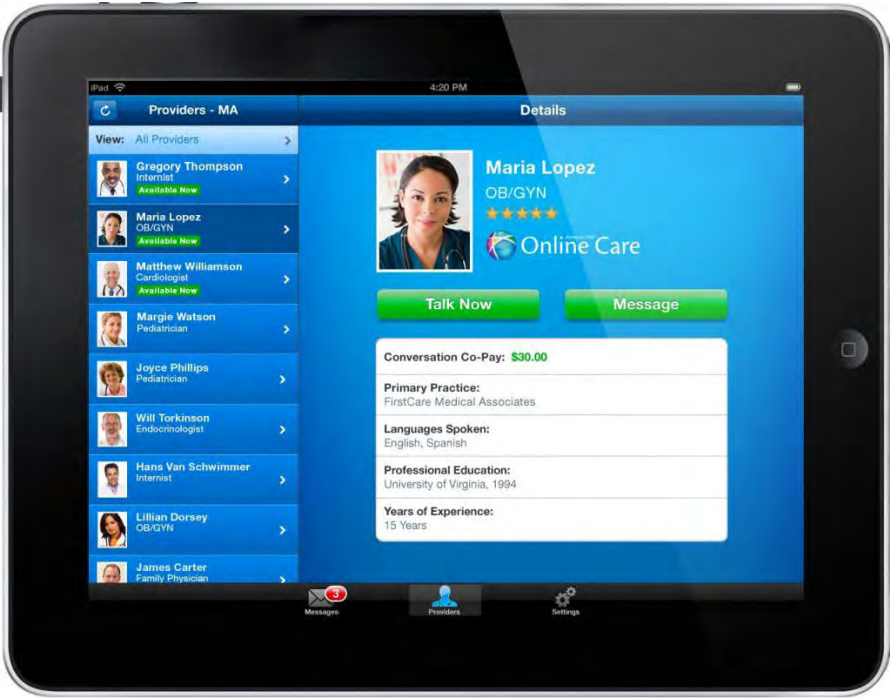 iPad
4:20 PM
Providers - MA
Details
View: All Providers
Gregory Thompson
Internist
Available Now
Maria Lopez
OB/GYN
Available Now
Matthew Williamson
Cardiologist
Available Now
Margie Watson
Pediatrician
Joyce Phillips
Pediatrician
Will Torkinson
Endocrinologist
Hans Van Schwimmer
Internist
Lillian Dorsey
OB/GYN
James Carter
Family Physician
Maria Lopez
OB/GYN
Online Care
Talk Now
Message
Conversation Co-Pay: $30.00
Primary Practice:
FirstCare Medical Associates
Languages Spoken:
English, Spanish
Professional Education:
University of Virginia, 1994
Years of Experience:
15 Years
3
Messages
Providers
Settings